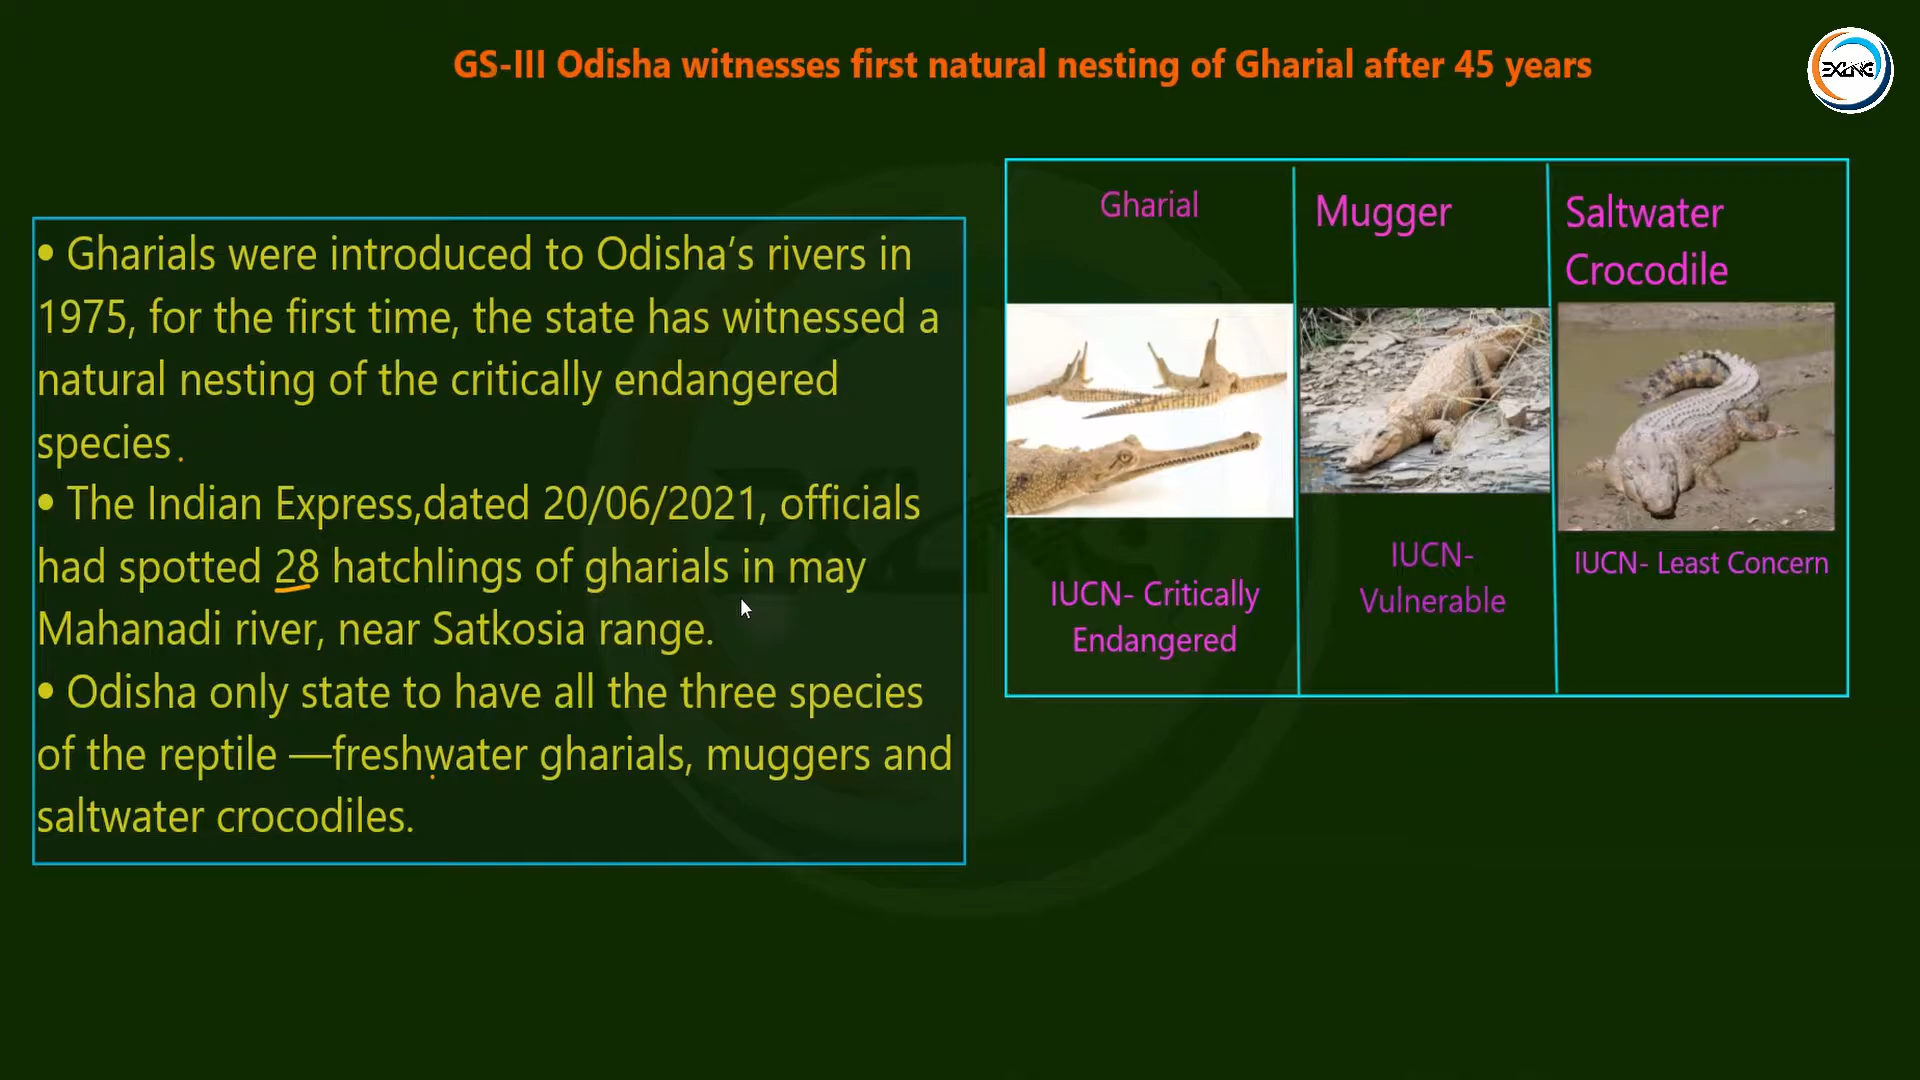 GS-III Odisha witnesses first natural nesting of Gharial after 45 years
EXLNC
• Gharials were introduced to Odisha’s rivers in
1975, for the first time, the state has witnessed a
natural nesting of the critically endangered
species.
• The Indian Express,dated 20/06/2021, officials
had spotted 28 hatchlings of gharials in may
Mahanadi river, near Satkosia range.
• Odisha only state to have all the three species
of the reptile —freshwater gharials, muggers and
saltwater crocodiles.
Gharial
IUCN- Critically
Endangered
Mugger
IUCN-
Vulnerable
Saltwater
Crocodile
IUCN- Least Concern